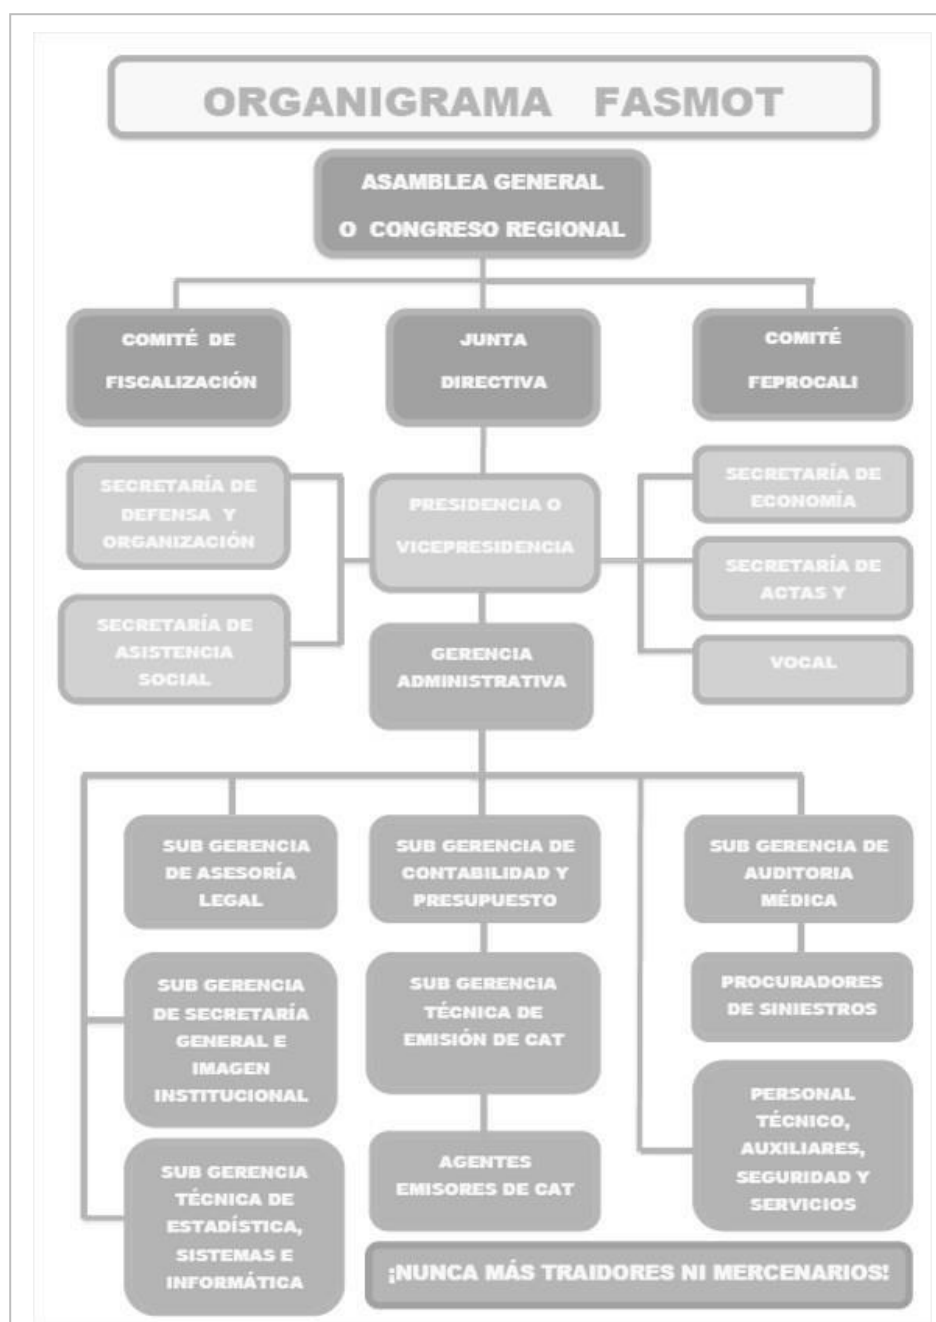 ORGANIGRAMA FASMOT
ASAMBLEA GENERAL
O CONGRESO REGIONAL
COMITÉ DE
FISCALIZACIÓN
JUNTA
DIRECTIVA
COMITÉ
FEPROCALI
SECRETARÍA DE
DEFENSA Y
ORGANIZACIÓN
PRESIDENCIA O
VICEPRESIDENCIA
SECRETARÍA DE
ECONOMÍA
SECRETARÍA DE
ACTAS Y
SECRETARÍA DE
ASISTENCIA
SOCIAL
GERENCIA
ADMINISTRATIVA
VOCAL
SUB GERENCIA
DE ASESORÍA
LEGAL
SUB GERENCIA DE
CONTABILIDAD Y
PRESUPUESTO
SUB GERENCIA DE
AUDITORIA
MÉDICA
SUB GERENCIA
DE SECRETARÍA
GENERAL E
IMAGEN
INSTITUCIONAL
SUB GERENCIA
TÉCNICA DE
EMISIÓN DE CAT
PROCURADORES
DE SINIESTROS
PERSONAL
TÉCNICO,
AUXILIARES,
SEGURIDAD Y
SERVICIOS
SUB GERENCIA
TÉCNICA DE
ESTADÍSTICA,
SISTEMAS E
INFORMÁTICA
AGENTES
EMISORES DE CAT
¡NUNCA MÁS TRAIDORES NI MERCENARIOS!